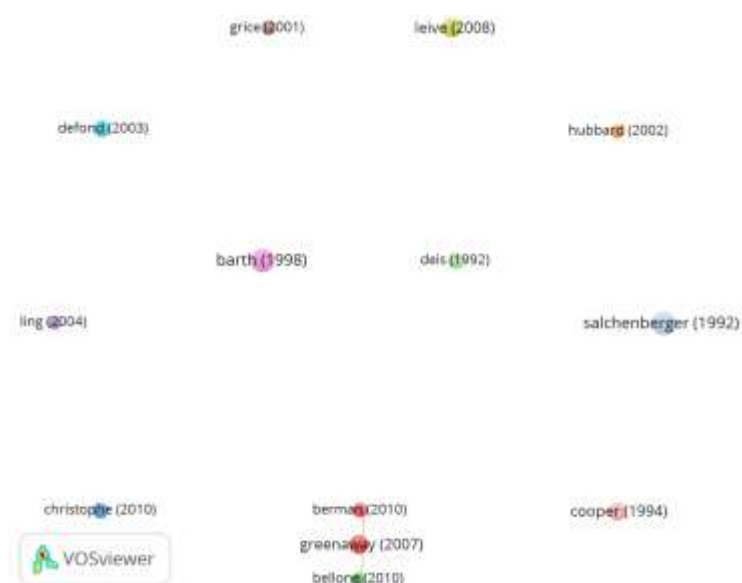 grice (2001)
leive (2008)
defond (2003)
hubbard (2002)
barth (1998)
deis (1992)
ling (2004)
salchenberger (1992)
christophe (2010)
berman (2010)
cooper (1994)
greenaway (2007)
VOSviewer
bellone (2010)